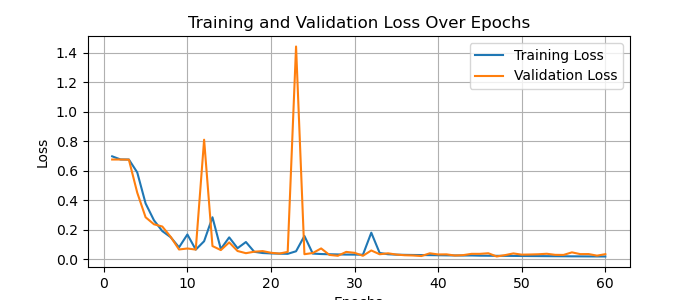 Training and Validation Loss Over Epochs
Training Loss
Validation Loss
1.4
1.2
1.0
0.8
0.6
0.4
0.2
0.0
Loss
0 10 20 30 40 50 60
Epochs